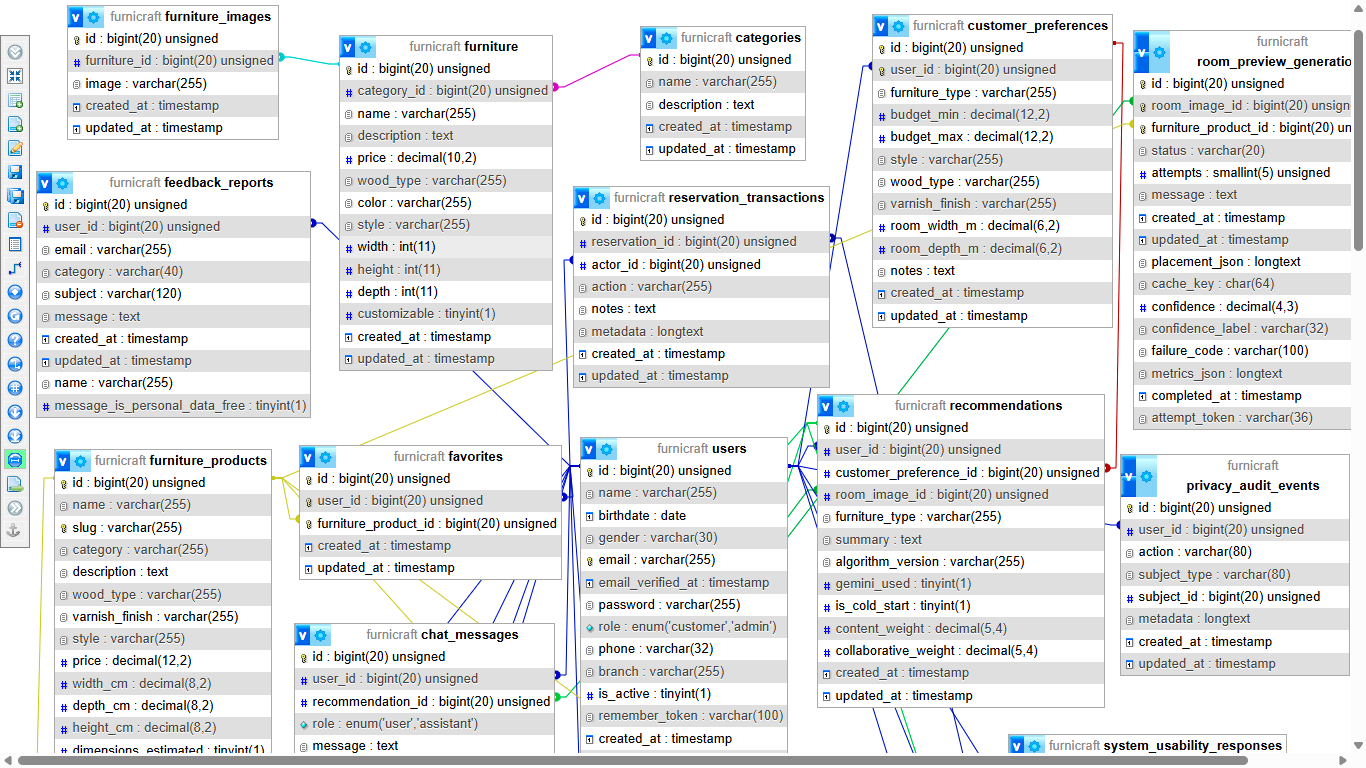 furnicraft furniture_images
id : bigint(20) unsigned
furniture_id : bigint(20) unsigned
image : varchar(255)
created_at : timestamp
updated_at : timestamp
furnicraft furniture
id : bigint(20) unsigned
category_id : bigint(20) unsigned
name : varchar(255)
description : text
price : decimal(10,2)
wood_type : varchar(255)
color : varchar(255)
style : varchar(255)
width : int(11)
height : int(11)
depth : int(11)
customizable : tinyint(1)
created_at : timestamp
updated_at : timestamp
furnicraft categories
id : bigint(20) unsigned
name : varchar(255)
description : text
created_at : timestamp
updated_at : timestamp
furnicraft customer_preferences
id : bigint(20) unsigned
user_id : bigint(20) unsigned
furniture_type : varchar(255)
budget_min : decimal(12,2)
budget_max : decimal(12,2)
style : varchar(255)
wood_type : varchar(255)
varnish_finish : varchar(255)
room_width_m : decimal(6,2)
room_depth_m : decimal(6,2)
notes : text
created_at : timestamp
updated_at : timestamp
furnicraft
room_preview_generatio
id : bigint(20) unsigned
room_image_id : bigint(20) unsign
furniture_product_id : bigint(20) un
status : varchar(20)
attempts : smallint(5) unsigned
message : text
created_at : timestamp
updated_at : timestamp
placement_json : longtext
cache_key : char(64)
confidence : decimal(4,3)
confidence_label : varchar(32)
failure_code : varchar(100)
metrics_json : longtext
completed_at : timestamp
attempt_token : varchar(36)
furnicraft feedback_reports
id : bigint(20) unsigned
user_id : bigint(20) unsigned
email : varchar(255)
category : varchar(40)
subject : varchar(120)
message : text
created_at : timestamp
updated_at : timestamp
name : varchar(255)
message_is_personal_data_free : tinyint(1)
furnicraft reservation_transactions
id : bigint(20) unsigned
reservation_id : bigint(20) unsigned
actor_id : bigint(20) unsigned
action : varchar(255)
notes : text
metadata : longtext
created_at : timestamp
updated_at : timestamp
furnicraft furniture_products
id : bigint(20) unsigned
name : varchar(255)
slug : varchar(255)
category : varchar(255)
description : text
wood_type : varchar(255)
varnish_finish : varchar(255)
style : varchar(255)
price : decimal(12,2)
width_cm : decimal(8,2)
depth_cm : decimal(8,2)
height_cm : decimal(8,2)
dimensions_estimated : tinyint(1)
furnicraft favorites
id : bigint(20) unsigned
user_id : bigint(20) unsigned
furniture_product_id : bigint(20) unsigned
created_at : timestamp
updated_at : timestamp
furnicraft chat_messages
id : bigint(20) unsigned
user_id : bigint(20) unsigned
recommendation_id : bigint(20) unsigned
role : enum('user','assistant')
message : text
furnicraft users
id : bigint(20) unsigned
name : varchar(255)
birthdate : date
gender : varchar(30)
email : varchar(255)
email_verified_at : timestamp
password : varchar(255)
role : enum('customer','admin')
phone : varchar(32)
branch : varchar(255)
is_active : tinyint(1)
remember_token : varchar(100)
created_at : timestamp
furnicraft recommendations
id : bigint(20) unsigned
user_id : bigint(20) unsigned
customer_preference_id : bigint(20) unsigned
room_image_id : bigint(20) unsigned
furniture_type : varchar(255)
summary : text
algorithm_version : varchar(255)
gemini_used : tinyint(1)
is_cold_start : tinyint(1)
content_weight : decimal(5,4)
collaborative_weight : decimal(5,4)
created_at : timestamp
updated_at : timestamp
furnicraft
privacy_audit_events
id : bigint(20) unsigned
user_id : bigint(20) unsigned
action : varchar(80)
subject_type : varchar(80)
subject_id : bigint(20) unsigned
metadata : longtext
created_at : timestamp
updated_at : timestamp
furnicraft system_usability_responses